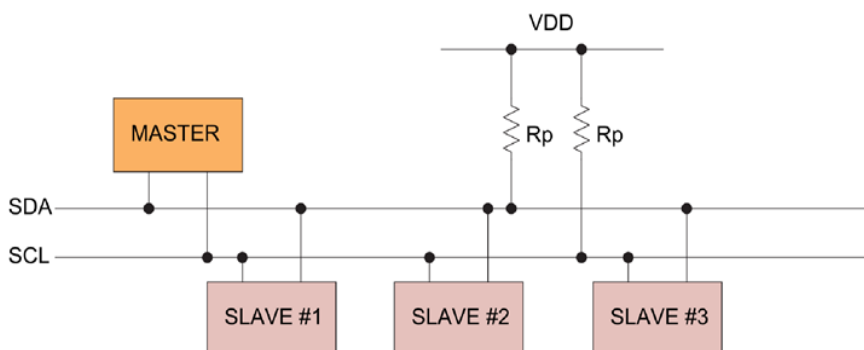 VDD
MASTER
Rp
Rp
SDA
SCL
SLAVE #1
SLAVE #2
SLAVE #3